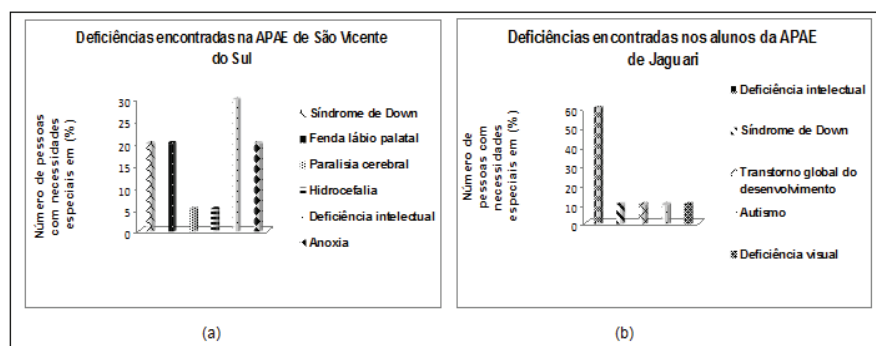 Deficiências encontradas na APAE de São Vicente
do Sul
Número de pessoas
com necessidades
especiais em (%)
30
25
20
15
10
5
0
Síndrome de Down
Fenda lábio palatal
Paralisia cerebral
Hidrocefalia
Deficiência intelectual
Anoxia
(a)
Deficiências encontradas nos alunos da APAE
de Jaguari
Número de
pessoas com
necessidades
especiais em (%)
60
50
40
30
20
10
0
Deficiência intelectual
Síndrome de Down
Transtorno global do
desenvolvimento
Autismo
Deficiência visual
(b)